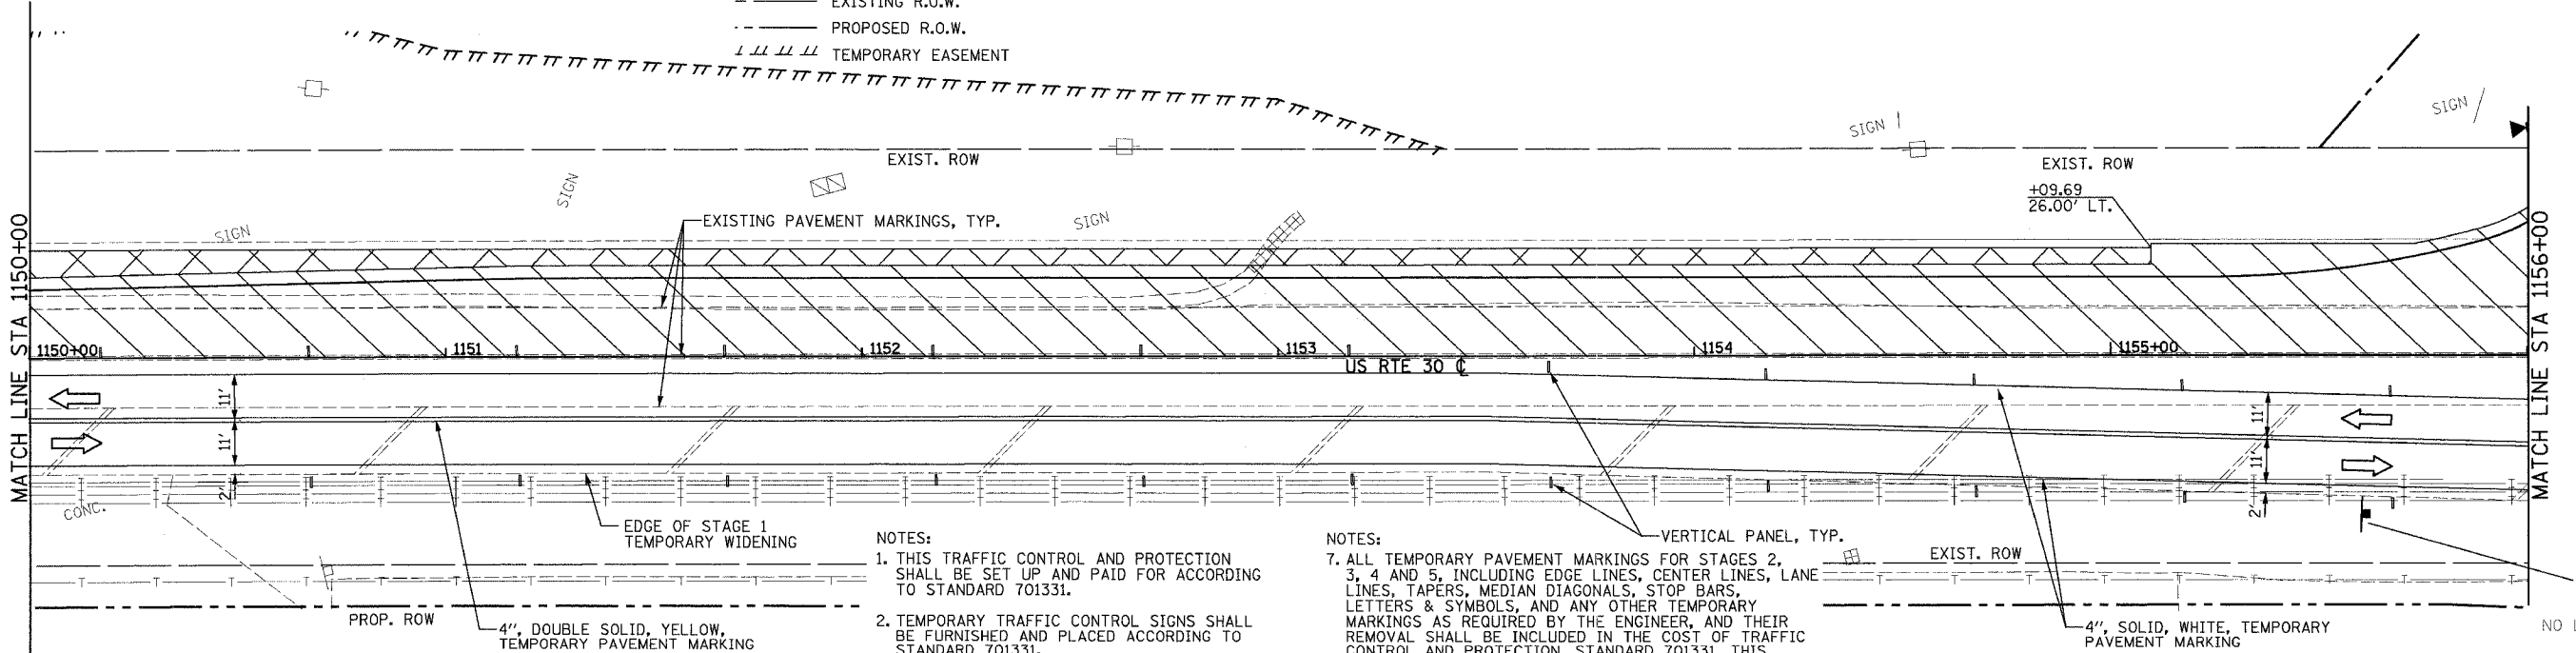 EXISTING R.O.W.
PROPOSED R.O.W.
TEMPORARY EASEMENT
SIGN
SIGN
EXIST. ROW
EXIST. ROW
+09.69
26.00' LT.
SIGN
SIGN
SIGN
EXISTING PAVEMENT MARKINGS, TYP.
MATCH LINE STA 1150+00
MATCH LINE STA 1156+00
1150+00
1151
1152
1153
1154
1155+00
US RTE 30 ℄
11'
11'
2'
11'
11'
2'
CONC.
EDGE OF STAGE 1
TEMPORARY WIDENING
VERTICAL PANEL, TYP.
EXIST. ROW
PROP. ROW
4", DOUBLE SOLID, YELLOW,
TEMPORARY PAVEMENT MARKING
NOTES:
1. THIS TRAFFIC CONTROL AND PROTECTION
SHALL BE SET UP AND PAID FOR ACCORDING
TO STANDARD 701331.
2. TEMPORARY TRAFFIC CONTROL SIGNS SHALL
BE FURNISHED AND PLACED ACCORDING TO
STANDARD 701331.
NOTES:
7. ALL TEMPORARY PAVEMENT MARKINGS FOR STAGES 2,
3, 4 AND 5, INCLUDING EDGE LINES, CENTER LINES, LANE
LINES, TAPERS, MEDIAN DIAGONALS, STOP BARS,
LETTERS & SYMBOLS, AND ANY OTHER TEMPORARY
MARKINGS AS REQUIRED BY THE ENGINEER, AND THEIR
REMOVAL SHALL BE INCLUDED IN THE COST OF TRAFFIC
CONTROL AND PROTECTION, STANDARD 701331. THIS
4", SOLID, WHITE, TEMPORARY
PAVEMENT MARKING
NO